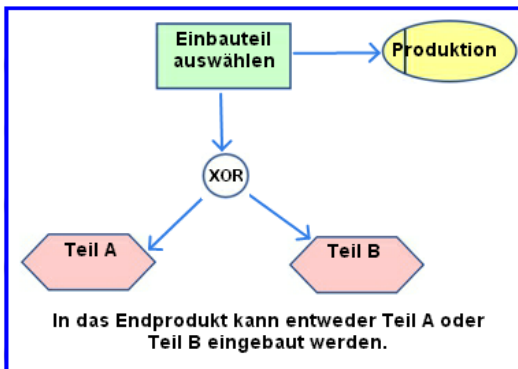 Einbauteil
auswählen
Produktion
XOR
Teil A
Teil B
In das Endprodukt kann entweder Teil A oder
Teil B eingebaut werden.